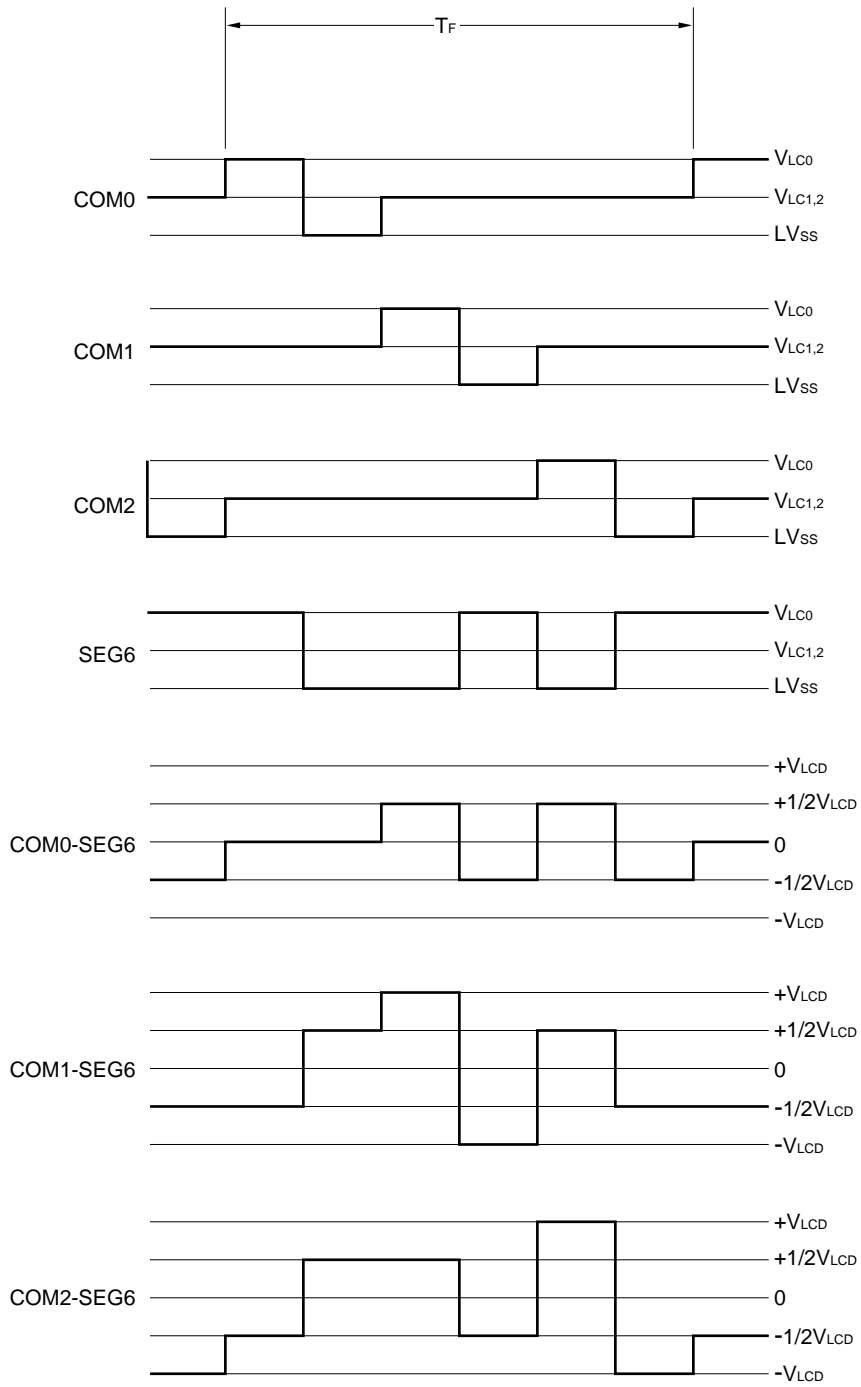 TF
VLC0
COM0
VLC1,2
LVSS
VLC0
COM1
VLC1,2
LVSS
VLC0
COM2
VLC1,2
LVSS
VLC0
SEG6
VLC1,2
LVSS
+VLCD
+1/2VLCD
COM0-SEG6
0
-1/2VLCD
-VLCD
+VLCD
+1/2VLCD
COM1-SEG6
0
-1/2VLCD
-VLCD
+VLCD
+1/2VLCD
COM2-SEG6
0
-1/2VLCD
-VLCD